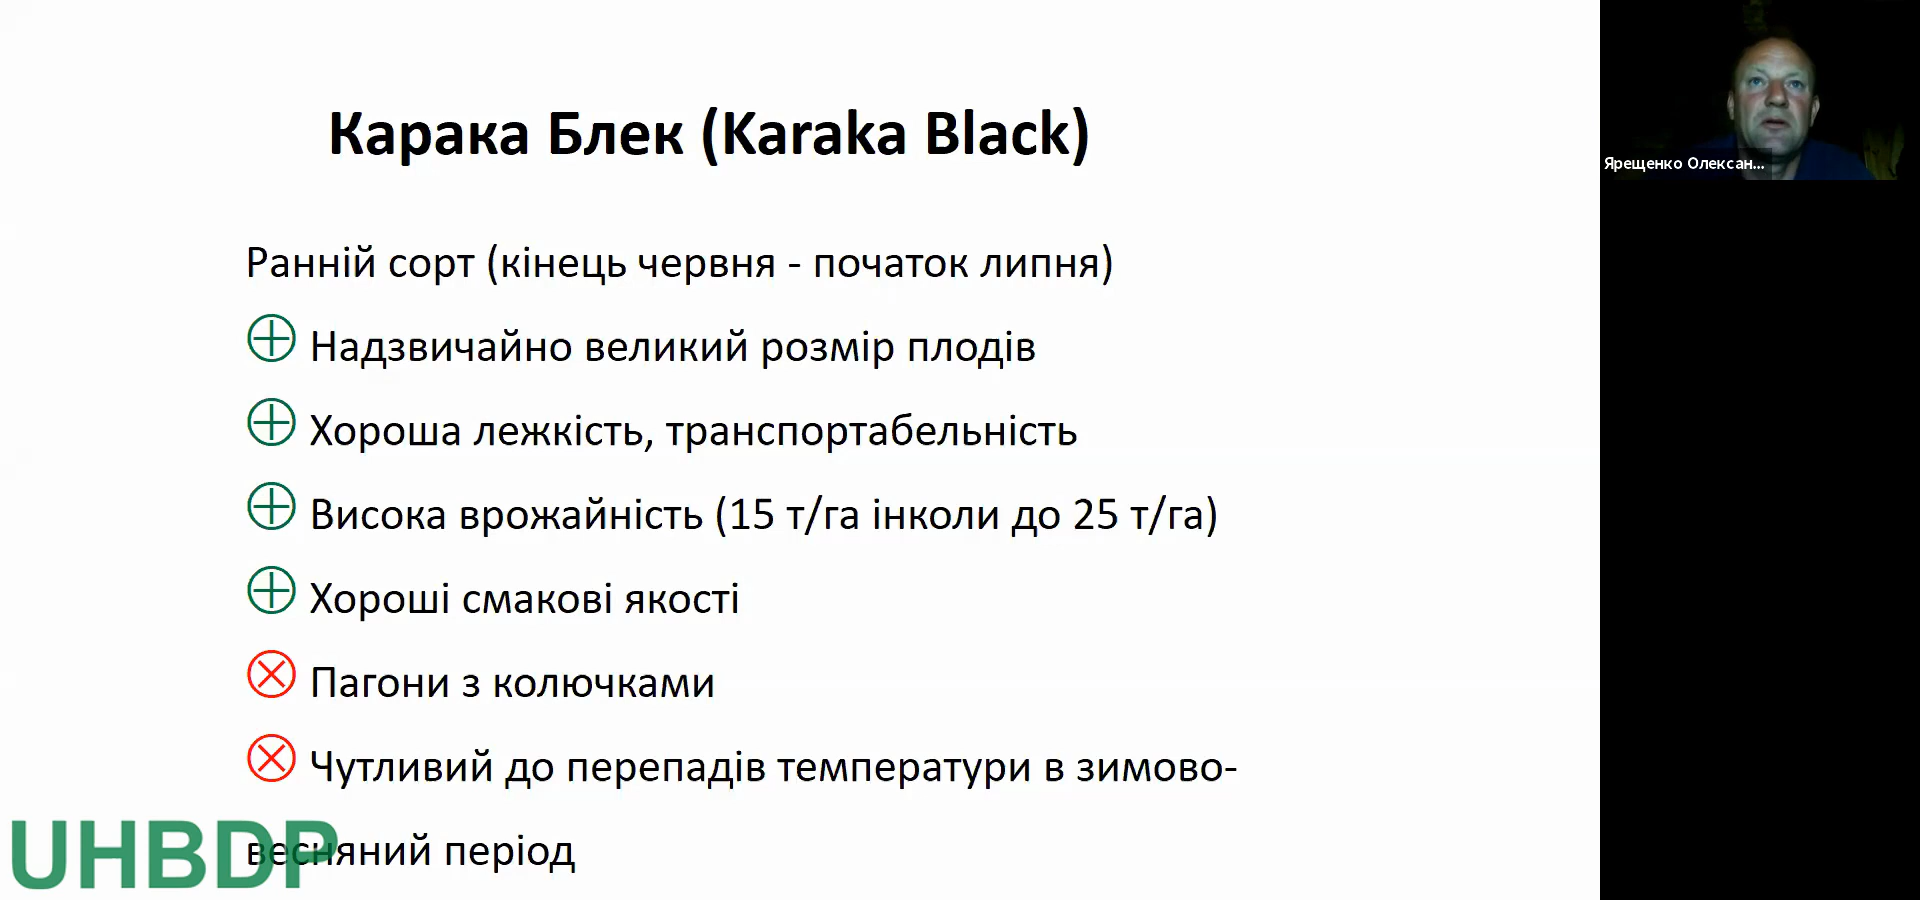 Карака Блек (Karaka Black)
Ранній сорт (кінець червня - початок липня)
Надзвичайно великий розмір плодів
Хороша лежкість, транспортабельність
Висока врожайність (15 т/га інколи до 25 т/га)
Хороші смакові якості
Пагони з колючками
Чутливий до перепадів температури в зимово-
весняний період
UHBDP
Ярещенко Олексан...